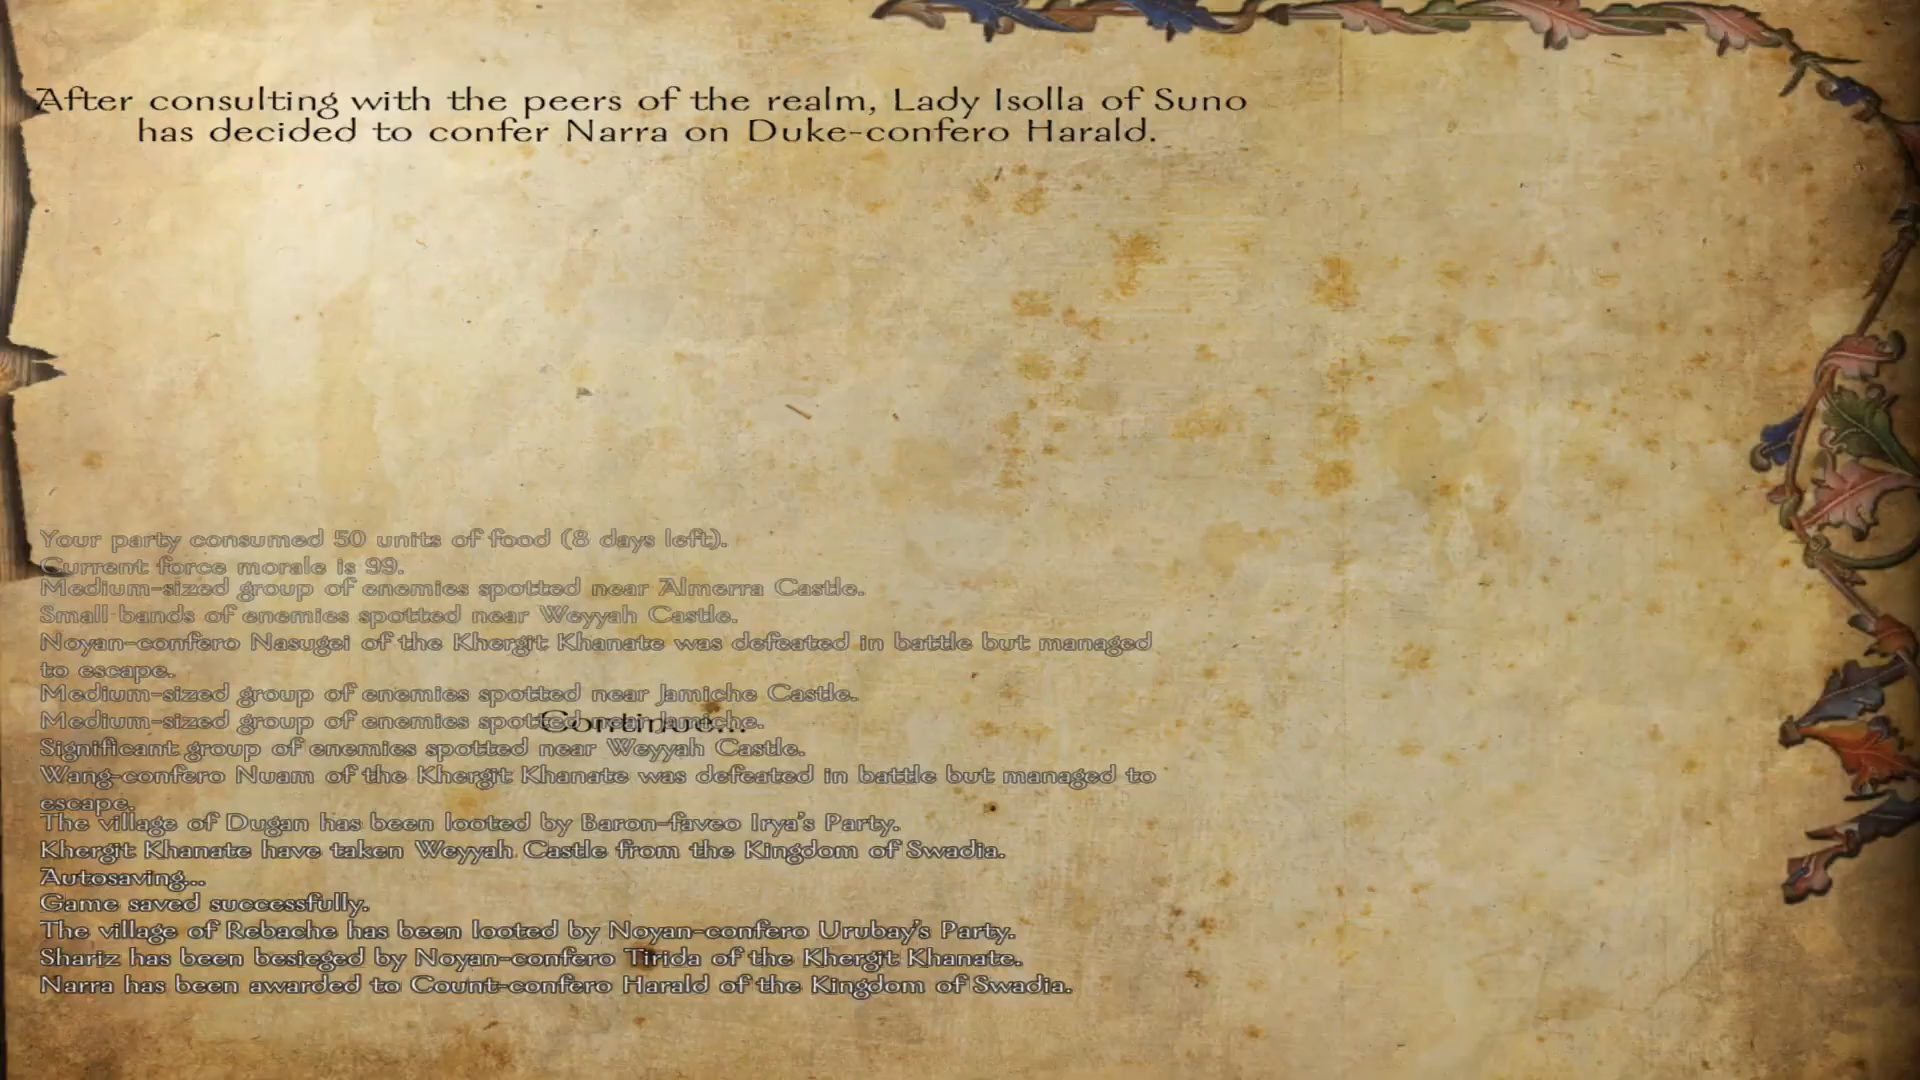 After consulting with the peers of the realm, Lady Isolla of Suno
has decided to confer Narra on Duke-confero Harald.
Your party consumed 50 units of food (8 days left).
Current force morale is 99.
Medium-sized group of enemies spotted near Almerra Castle.
Small bands of enemies spotted near Weyyah Castle.
Noyan-confero Nasugei of the Khergit Khanate was defeated in battle but managed
to escape.
Medium-sized group of enemies spotted near Jamiche Castle.
Medium-sized group of enemies spotted near Jamiche.
Continue...
Significant group of enemies spotted near Weyyah Castle.
Wang-confero Nuam of the Khergit Khanate was defeated in battle but managed to
escape.
The village of Dugan has been looted by Baron-faveo Irya's Party.
Khergit Khanate have taken Weyyah Castle from the Kingdom of Swadia.
Autosaving...
Game saved successfully.
The village of Rebache has been looted by Noyan-confero Urubay's Party.
Shariz has been besieged by Noyan-confero Tirida of the Khergit Khanate.
Narra has been awarded to Count-confero Harald of the Kingdom of Swadia.